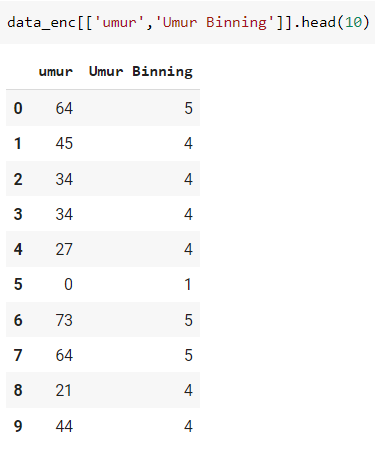 data_enc[['umur','Umur Binning']].head(10)
umur Umur Binning
0 64 5
1 45 4
2 34 4
3 34 4
4 27 4
5 0 1
6 73 5
7 64 5
8 21 4
9 44 4